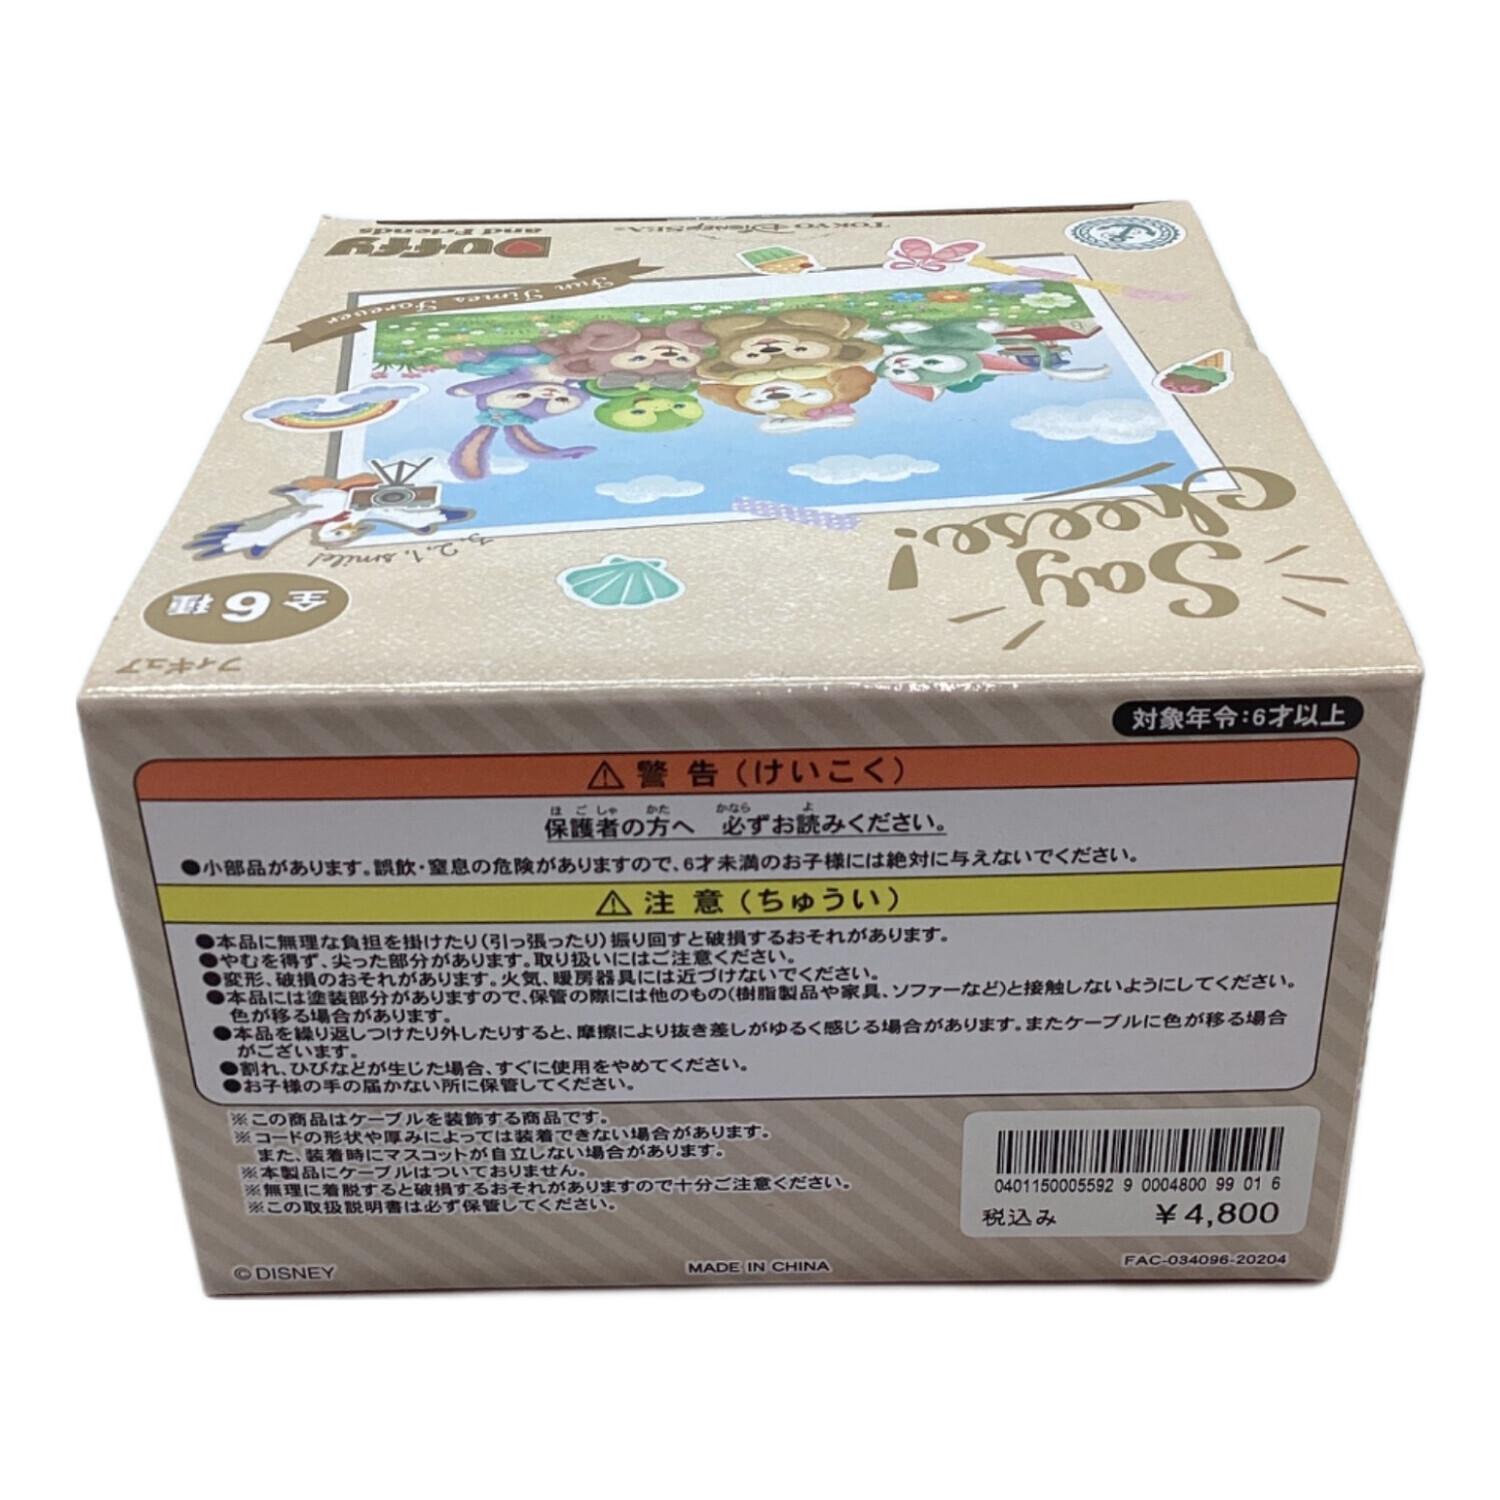 Duffy
and Friends
TOKYO DisneySEA®
Fun Times Forever
3, 2, 1, smile!
Say
Cheese!
全6種
フィギュア
対象年令:6才以上
⚠警 告(けいこく)
ほ ご しゃ かた かなら よ
保護者の方へ 必ずお読みください。
●小部品があります。誤飲・窒息の危険がありますので、6才未満のお子様には絶対に与えないでください。
⚠注 意(ちゅうい)
●本品に無理な負担を掛けたり(引っ張ったり)振り回すと破損するおそれがあります。
●やむを得ず、尖った部分があります。取り扱いにはご注意ください。
●変形、破損のおそれがあります。火気、暖房器具には近づけないでください。
●本品には塗装部分がありますので、保管の際には他のもの(樹脂製品や家具、ソファーなど)と接触しないようにしてください。
色が移る場合があります。
●本品を繰り返しつけたり外したりすると、摩擦により抜き差しがゆるく感じる場合があります。またケーブルに色が移る場合
がございます。
●割れ、ひびなどが生じた場合、すぐに使用をやめてください。
●お子様の手の届かない所に保管してください。
※この商品はケーブルを装飾する商品です。
※コードの形状や厚みによっては装着できない場合があります。
また、装着時にマスコットが自立しない場合があります。
※本製品にケーブルはついておりません。
※無理に着脱すると破損するおそれがありますので十分ご注意ください。
※この取扱説明書は必ず保管してください。
0401150005592 9 0004800 99 01 6
税込み ¥4,800
©DISNEY
MADE IN CHINA
FAC-034096-20204